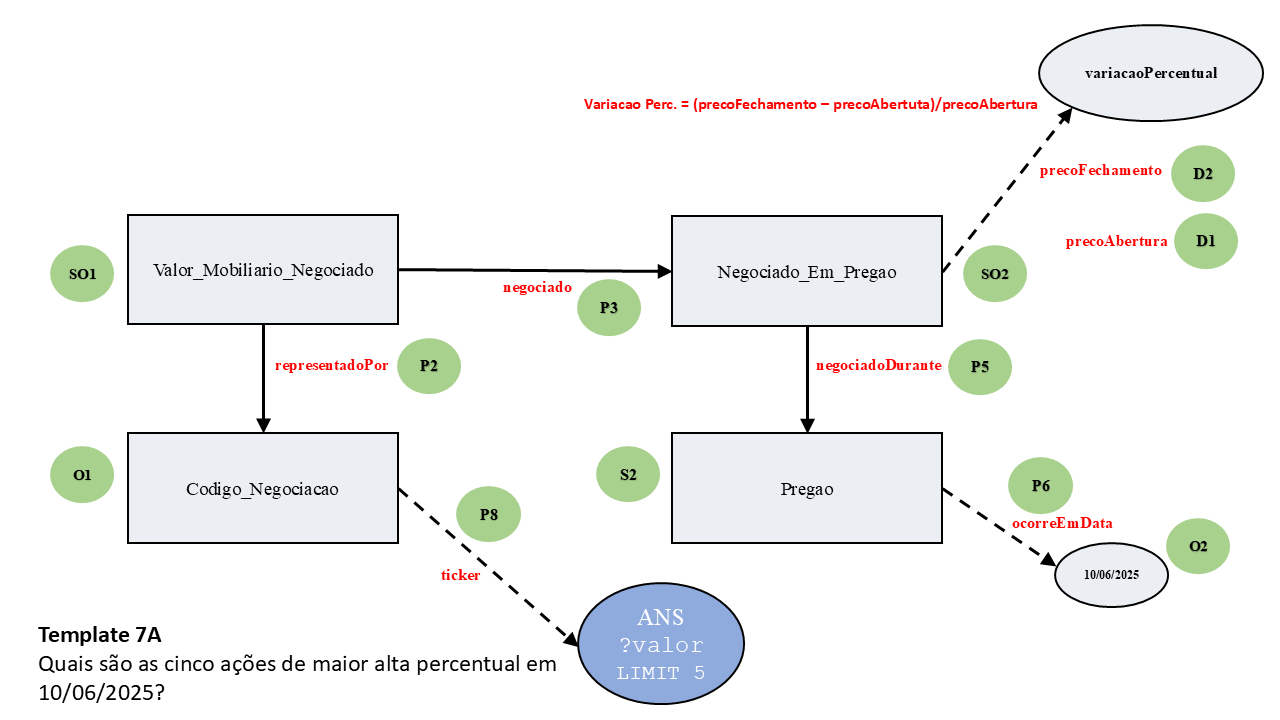 variacaoPercentual
Variacao Perc. = (precoFechamento – precoAbertuta)/precoAbertura
precoFechamento
D2
precoAbertura
D1
SO1
Valor_Mobiliario_Negociado
negociado
P3
Negociado_Em_Pregao
SO2
representadoPor
P2
negociadoDurante
P5
O1
Codigo_Negociacao
P8
ticker
S2
Pregao
P6
ocorreEmData
O2
10/06/2025
ANS
?valor
LIMIT 5
Template 7A
Quais são as cinco ações de maior alta percentual em
10/06/2025?